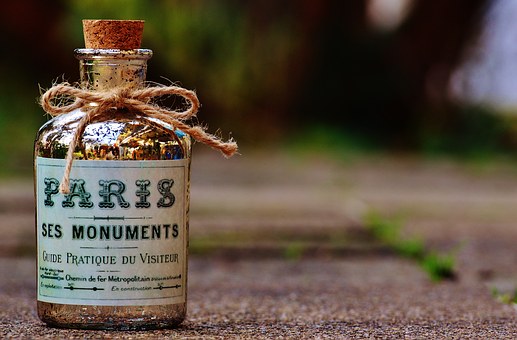 PARIS
SES MONUMENTS
GUIDE PRATIQUE DU VISITEUR
Chemin de Fer Métropolitain
En construction